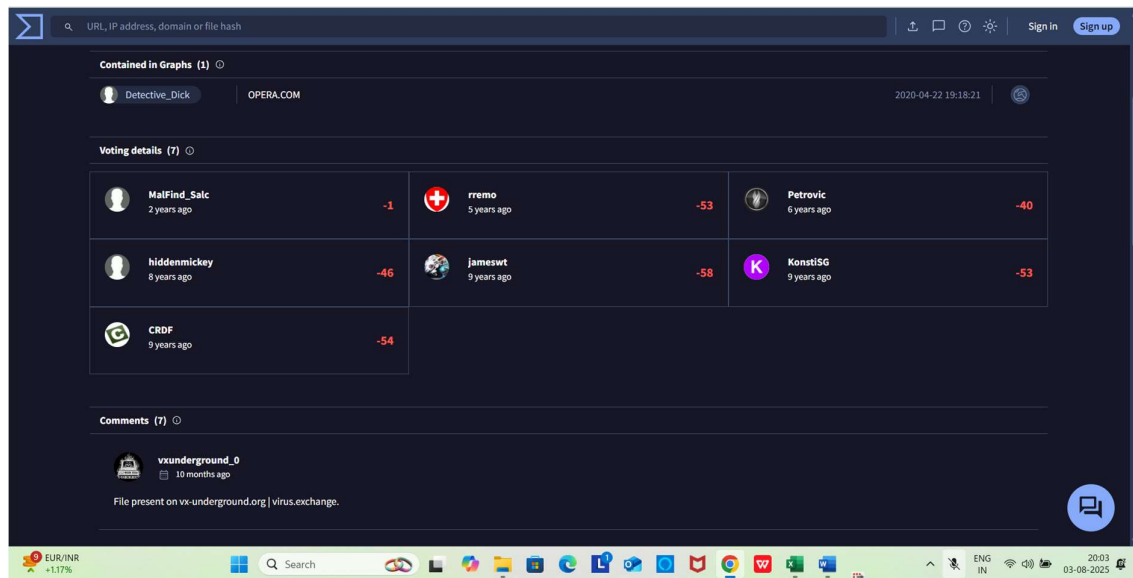 URL, IP address, domain or file hash
Sign in
Sign up
Contained in Graphs (1)
Detective_Dick
OPERA.COM
2020-04-22 19:18:21
Voting details (7)
MalFind_Salc
2 years ago
-1
rremo
5 years ago
-53
Petrovic
6 years ago
-40
hiddenmickey
8 years ago
-46
jameswt
9 years ago
-58
K
KonstiSG
9 years ago
-53
CRDF
9 years ago
-54
Comments (7)
vxunderground_0
10 months ago
File present on vx-underground.org | virus.exchange.
9
EUR/INR
+1.17%
Search
ENG
IN
20:03
03-08-2025